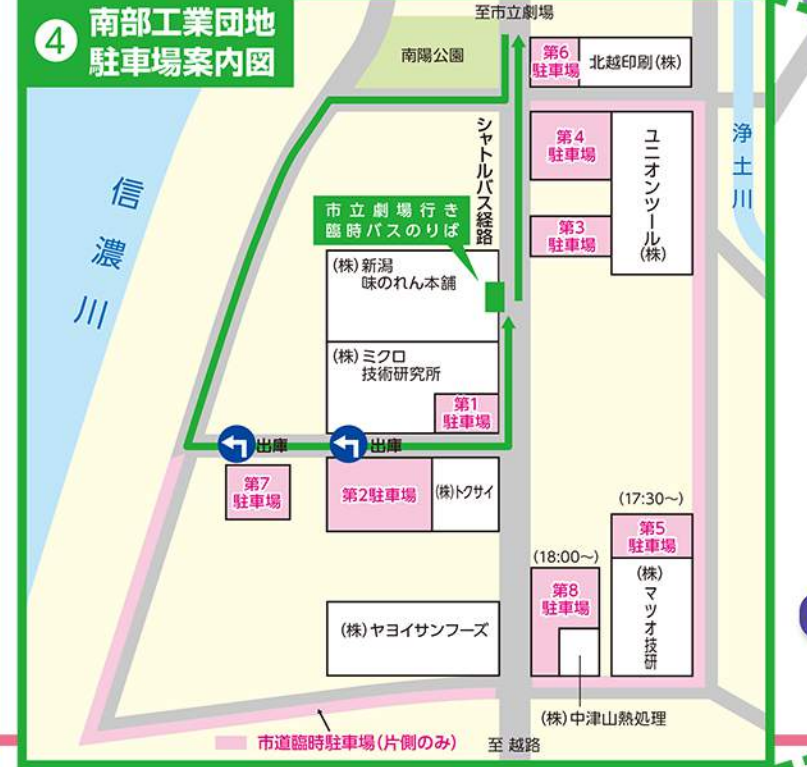 ④ 南部工業団地
駐車場案内図
至市立劇場
南陽公園
第6
駐車場
北越印刷(株)
シャトルバス経路
第4
駐車場
ユニオンツール(株)
浄土川
信濃川
市立劇場行き
臨時バスのりば
第3
駐車場
(株)新潟
味のれん本舗
(株)ミクロ
技術研究所
第1
駐車場
出庫
出庫
第7
駐車場
第2駐車場
(株)トクサイ
(17:30〜)
第5
駐車場
(18:00〜)
第8
駐車場
(株)マツオ技研
(株)ヤヨイサンフーズ
(株)中津山熱処理
市道臨時駐車場(片側のみ)
至 越路